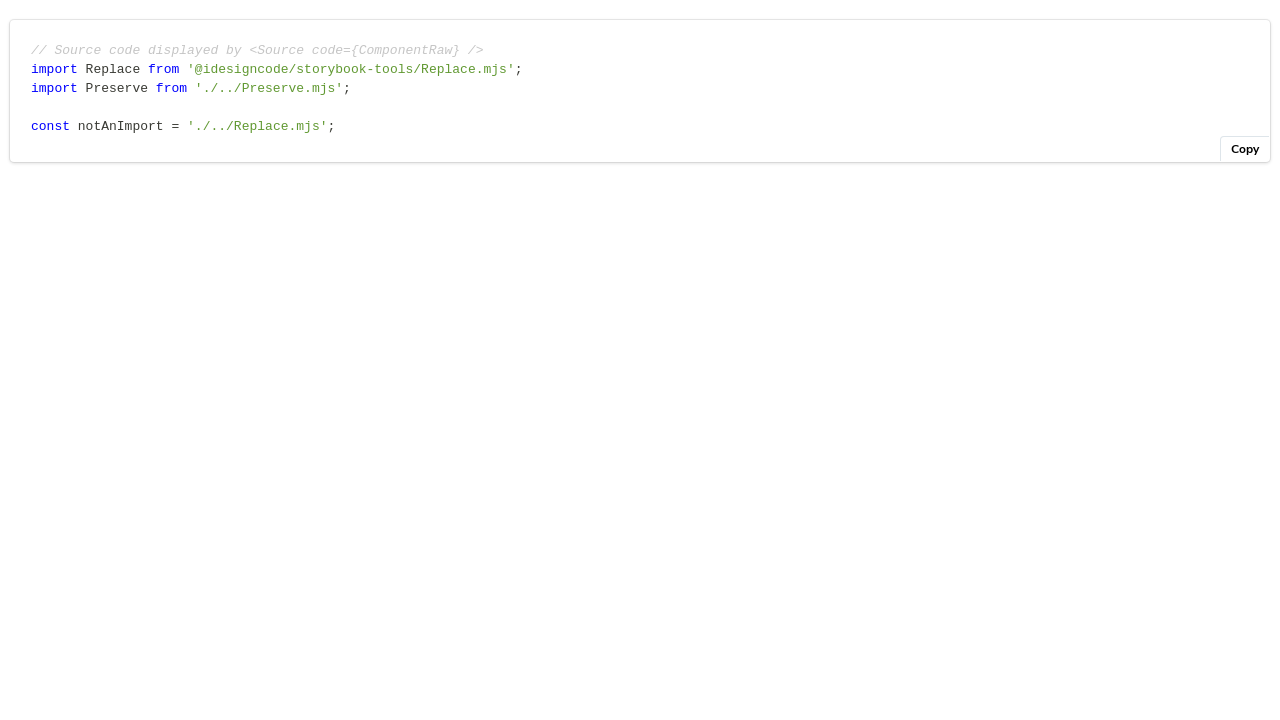 // Source code displayed by <Source code={ComponentRaw} />
import Replace from '@idesigncode/storybook-tools/Replace.mjs';
import Preserve from './../Preserve.mjs';
const notAnImport = './../Replace.mjs';
Copy